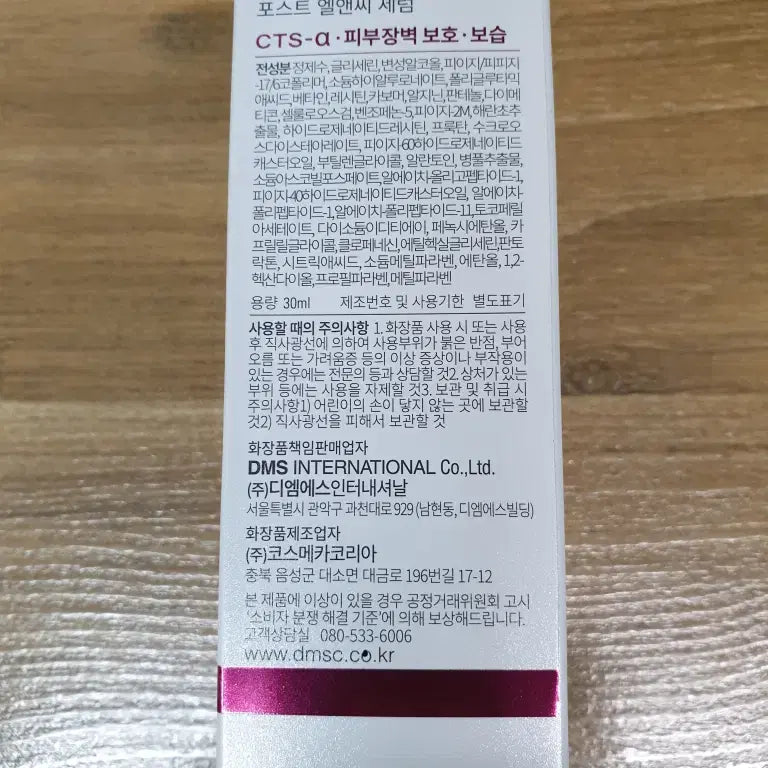 포스트 엘앤씨 세럼
CTS-α·피부장벽 보호·보습
전성분 정제수, 글리세린, 변성알코올, 피이지/피피지
-17/6코폴리머, 소듐하이알루로네이트, 폴리글루타믹
애씨드, 베타인, 레시틴, 카보머, 알지닌, 판테놀, 다이메
티콘, 셀룰로오스검, 벤조페논-5, 피이지-2M, 해란초추
출물, 하이드로제네이티드레시틴, 프룩탄, 수크로오
스다이스테아레이트, 피이지-60하이드로제네이티드
캐스터오일, 부틸렌글라이콜, 알란토인, 병풀추출물,
소듐아스코빌포스페이트, 알에이치-올리고펩타이드-1,
피이지-40하이드로제네이티드캐스터오일, 알에이치-
폴리펩타이드-1, 알에이치-폴리펩타이드-11, 토코페릴
아세테이트, 다이소듐이디티에이, 페녹시에탄올, 카
프릴릴글라이콜, 클로페네신, 에틸헥실글리세린, 판토
락톤, 시트릭애씨드, 소듐메틸파라벤, 에탄올, 1,2-
헥산다이올, 프로필파라벤, 메틸파라벤
용량 30ml 제조번호 및 사용기한 별도표기
사용할 때의 주의사항 1. 화장품 사용 시 또는 사용
후 직사광선에 의하여 사용부위가 붉은 반점, 부어
오름 또는 가려움증 등의 이상 증상이나 부작용이
있는 경우에는 전문의 등과 상담할 것2. 상처가 있는
부위 등에는 사용을 자제할 것3. 보관 및 취급 시
주의사항1) 어린이의 손이 닿지 않는 곳에 보관할
것2) 직사광선을 피해서 보관할 것
화장품책임판매업자
DMS INTERNATIONAL Co.,Ltd.
(주)디엠에스인터내셔날
서울특별시 관악구 과천대로 929 (남현동, 디엠에스빌딩)
화장품제조업자
(주)코스메카코리아
충북 음성군 대소면 대금로 196번길 17-12
본 제품에 이상이 있을 경우 공정거래위원회 고시
'소비자 분쟁 해결 기준'에 의해 보상해드립니다.
고객상담실 080-533-6006
www.dmsc.co.kr